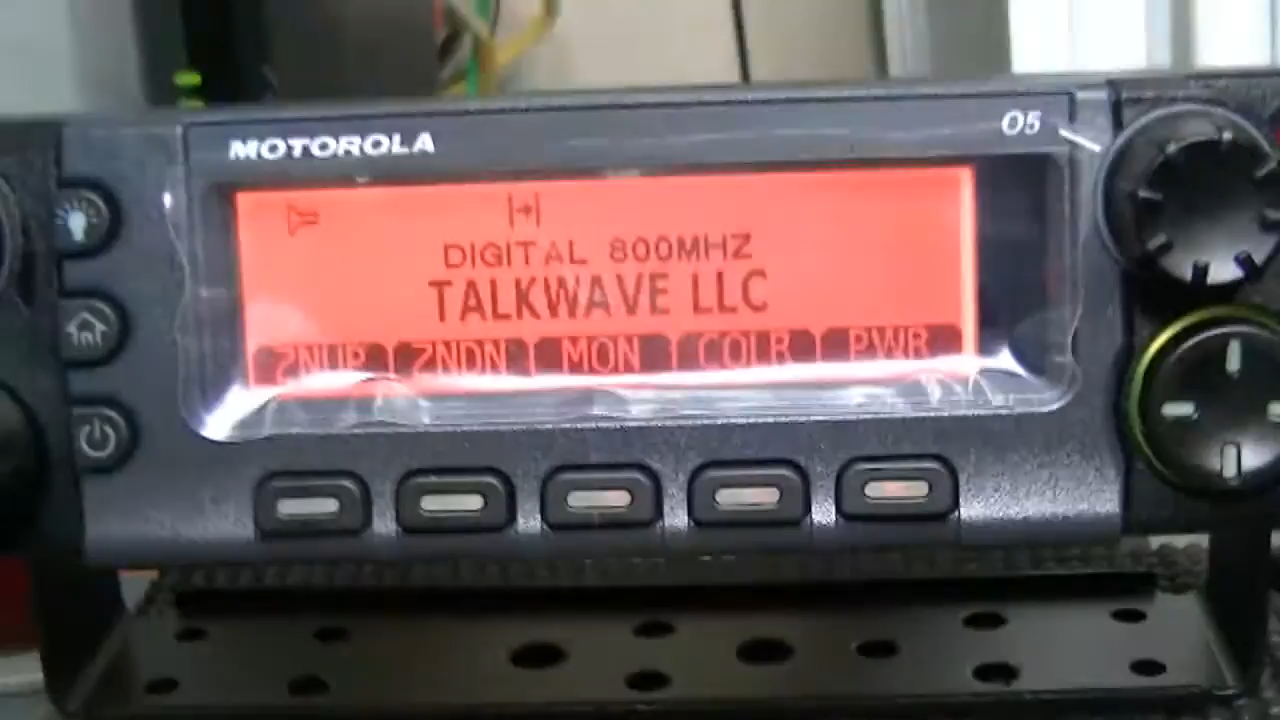 MOTOROLA
O5
DIGITAL 800MHZ
TALKWAVE LLC
ZNUP ZNDN MON COLR PWR